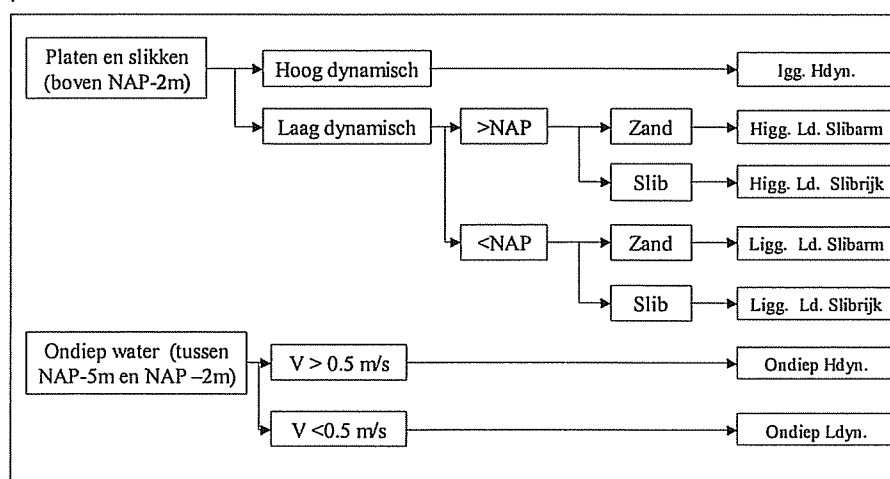 Platen en slikken
(boven NAP-2m)
Hoog dynamisch
Igg. Hdyn.
Laag dynamisch
>NAP
Zand
Higg. Ld. Slibarm
Slib
Higg. Ld. Slibrijk
<NAP
Zand
Ligg. Ld. Slibarm
Slib
Ligg. Ld. Slibrijk
Ondiep water (tussen
NAP-5m en NAP –2m)
V > 0.5 m/s
Ondiep Hdyn.
V <0.5 m/s
Ondiep Ldyn.